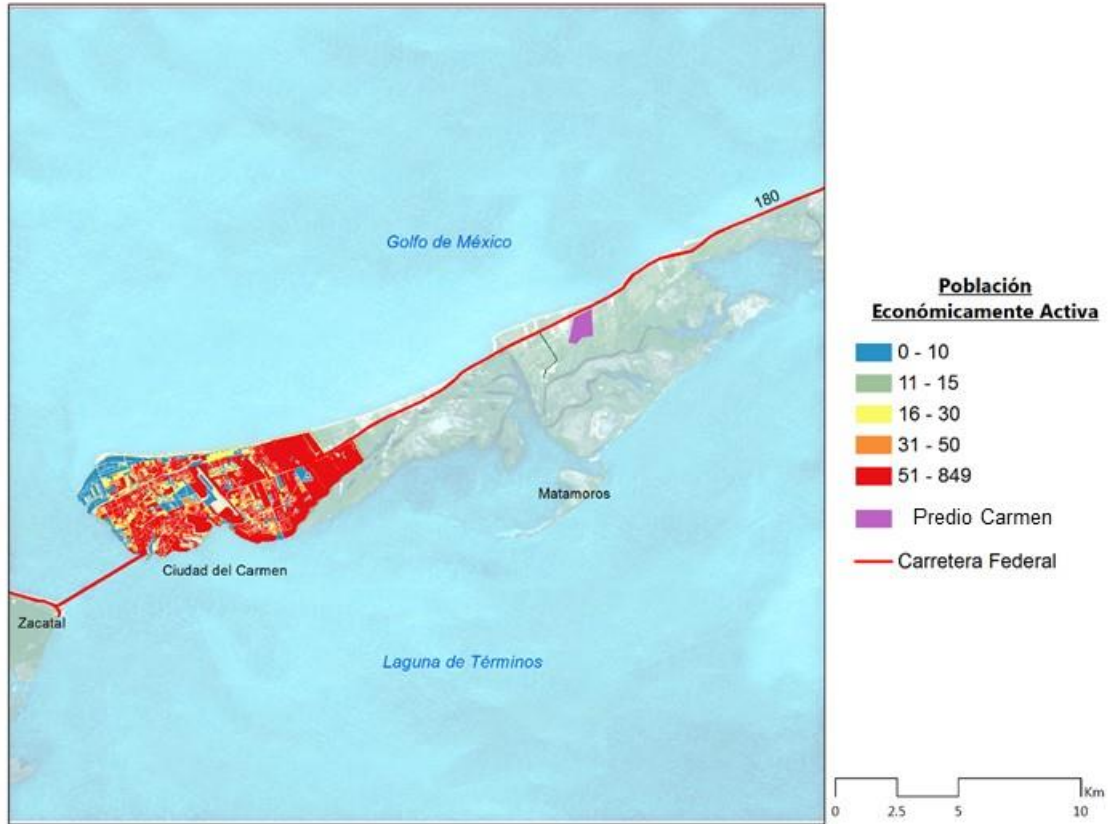 180
Golfo de México
Matamoros
Ciudad del Carmen
Zacatal
Laguna de Términos
Población
Económicamente Activa
0 - 10
11 - 15
16 - 30
31 - 50
51 - 849
Predio Carmen
Carretera Federal
Km
0 2.5 5 10